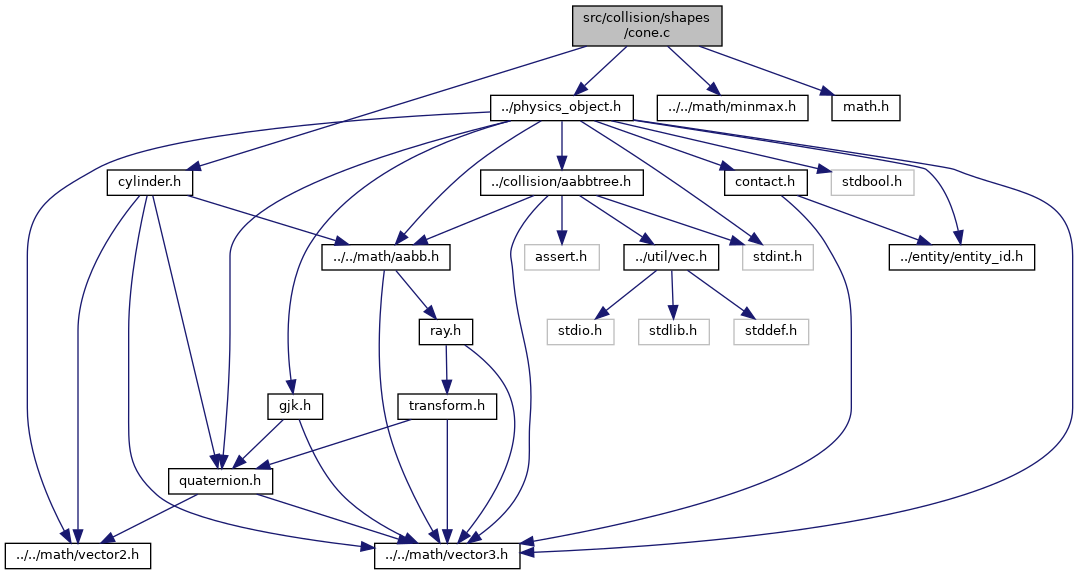 src/collision/shapes
/cone.c
../physics_object.h
../../math/minmax.h
math.h
cylinder.h
../collision/aabbtree.h
contact.h
stdbool.h
../../math/aabb.h
assert.h
../util/vec.h
stdint.h
../entity/entity_id.h
ray.h
stdio.h
stdlib.h
stddef.h
gjk.h
transform.h
quaternion.h
../../math/vector2.h
../../math/vector3.h